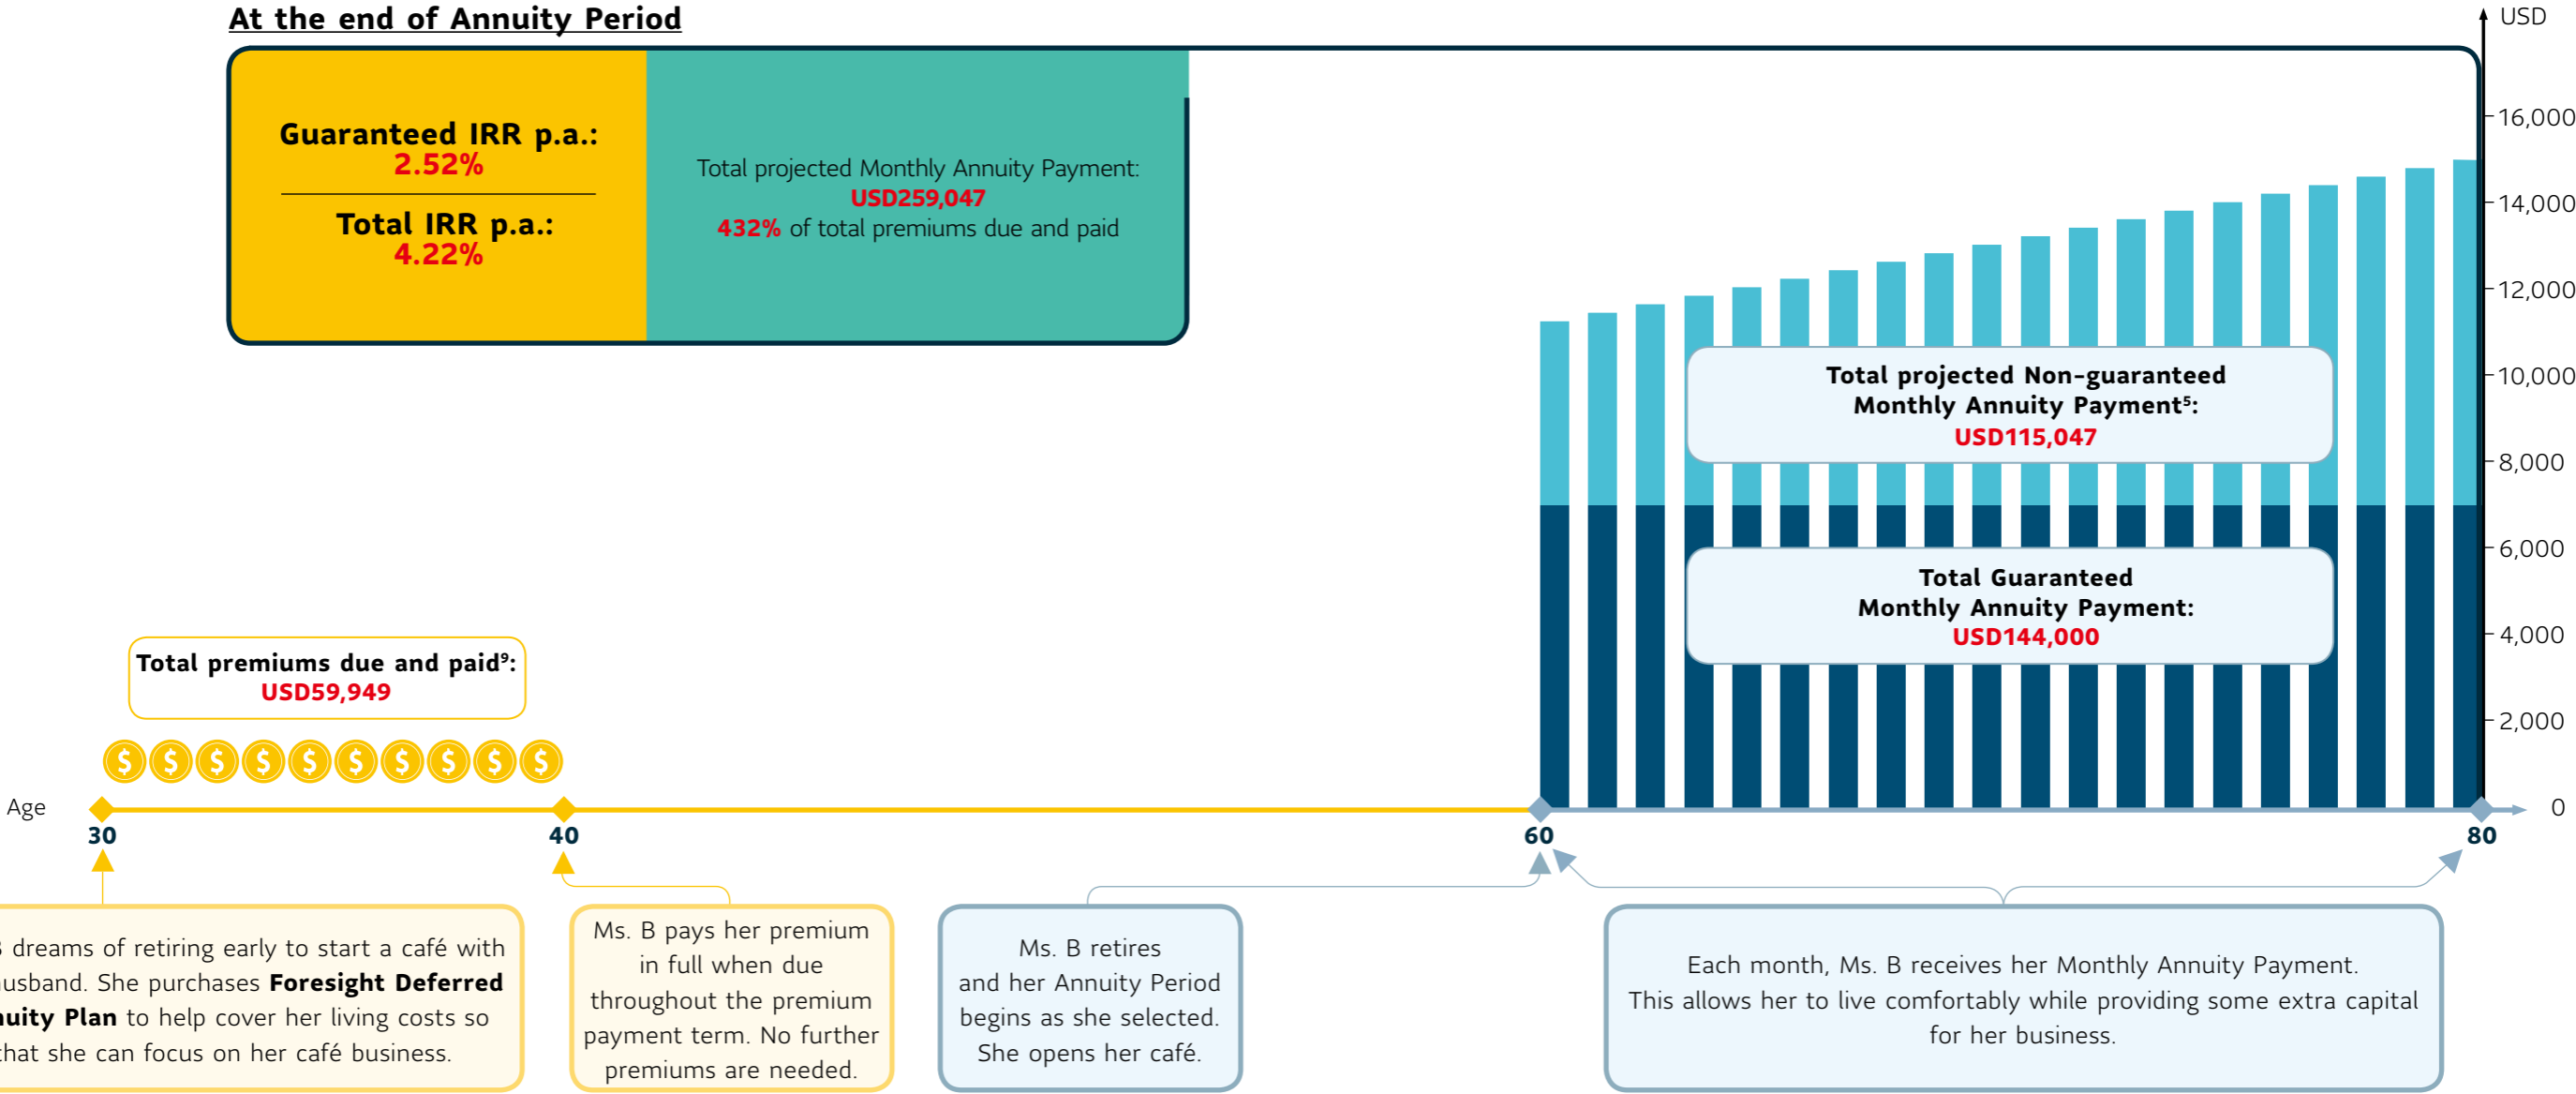 At the end of Annuity Period
Guaranteed IRR p.a.:
2.52%
Total IRR p.a.:
4.22%
Total projected Monthly Annuity Payment:
USD259,047
432% of total premiums due and paid
USD
16,000
14,000
12,000
10,000
8,000
6,000
4,000
2,000
0
Total projected Non-guaranteed
Monthly Annuity Payment⁵:
USD115,047
Total Guaranteed
Monthly Annuity Payment:
USD144,000
Total premiums due and paid⁹:
USD59,949
$ $ $ $ $ $ $ $ $ $
Age
30
40
60
80
dreams of retiring early to start a café with
usband. She purchases Foresight Deferred
nuity Plan to help cover her living costs so
that she can focus on her café business.
Ms. B pays her premium
in full when due
throughout the premium
payment term. No further
premiums are needed.
Ms. B retires
and her Annuity Period
begins as she selected.
She opens her café.
Each month, Ms. B receives her Monthly Annuity Payment.
This allows her to live comfortably while providing some extra capital
for her business.